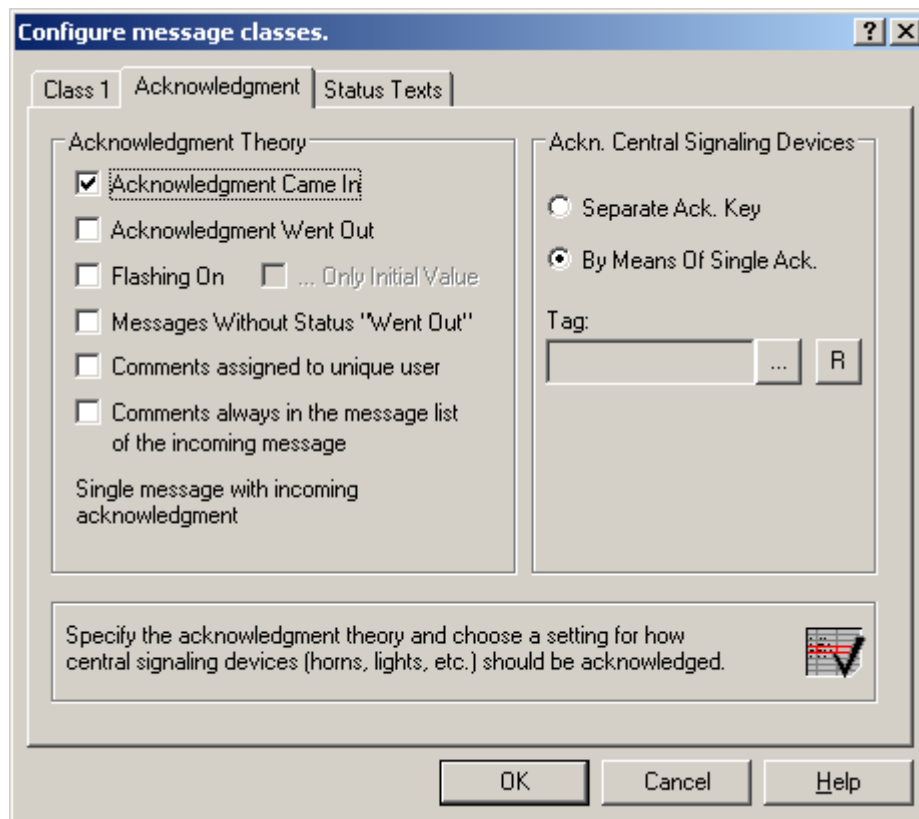 Configure message classes.
Class 1
Acknowledgment
Status Texts
Acknowledgment Theory
Acknowledgment Came In
Acknowledgment Went Out
Flashing On
... Only Initial Value
Messages Without Status "Went Out"
Comments assigned to unique user
Comments always in the message list
of the incoming message
Single message with incoming
acknowledgment
Ackn. Central Signaling Devices
Separate Ack. Key
By Means Of Single Ack.
Tag:
...
R
Specify the acknowledgment theory and choose a setting for how
central signaling devices (horns, lights, etc.) should be acknowledged.
OK
Cancel
Help